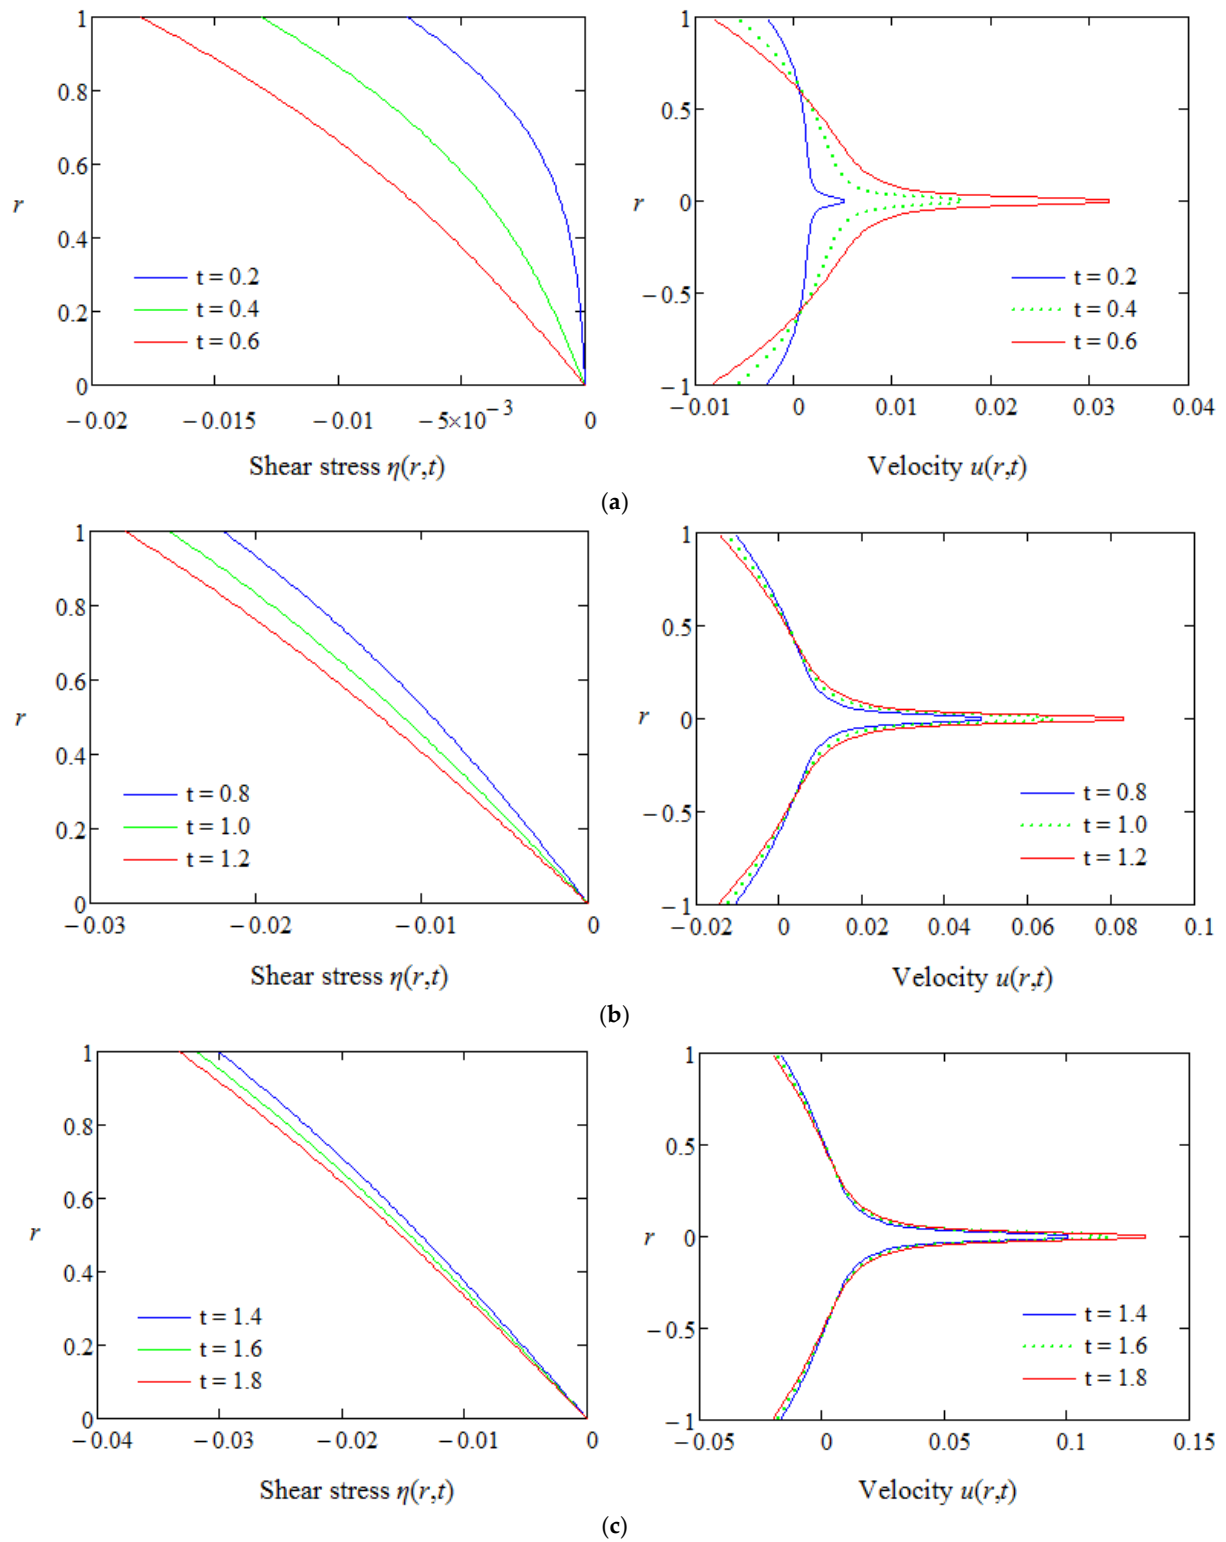 1
0.8
0.6
r
0.4
0.2
0
t = 0.2
t = 0.4
t = 0.6
−0.02 −0.015 −0.01 −5×10⁻³ 0
Shear stress η(r,t)
1
0.5
r 0
−0.5
−1
t = 0.2
t = 0.4
t = 0.6
−0.01 0 0.01 0.02 0.03 0.04
Velocity u(r,t)
(a)
1
0.8
0.6
r
0.4
0.2
0
t = 0.8
t = 1.0
t = 1.2
−0.03 −0.02 −0.01 0
Shear stress η(r,t)
1
0.5
r 0
−0.5
−1
t = 0.8
t = 1.0
t = 1.2
−0.02 0 0.02 0.04 0.06 0.08 0.1
Velocity u(r,t)
(b)
1
0.8
0.6
r
0.4
0.2
0
t = 1.4
t = 1.6
t = 1.8
−0.04 −0.03 −0.02 −0.01 0
Shear stress η(r,t)
1
0.5
r 0
−0.5
−1
t = 1.4
t = 1.6
t = 1.8
−0.05 0 0.05 0.1 0.15
Velocity u(r,t)
(c)